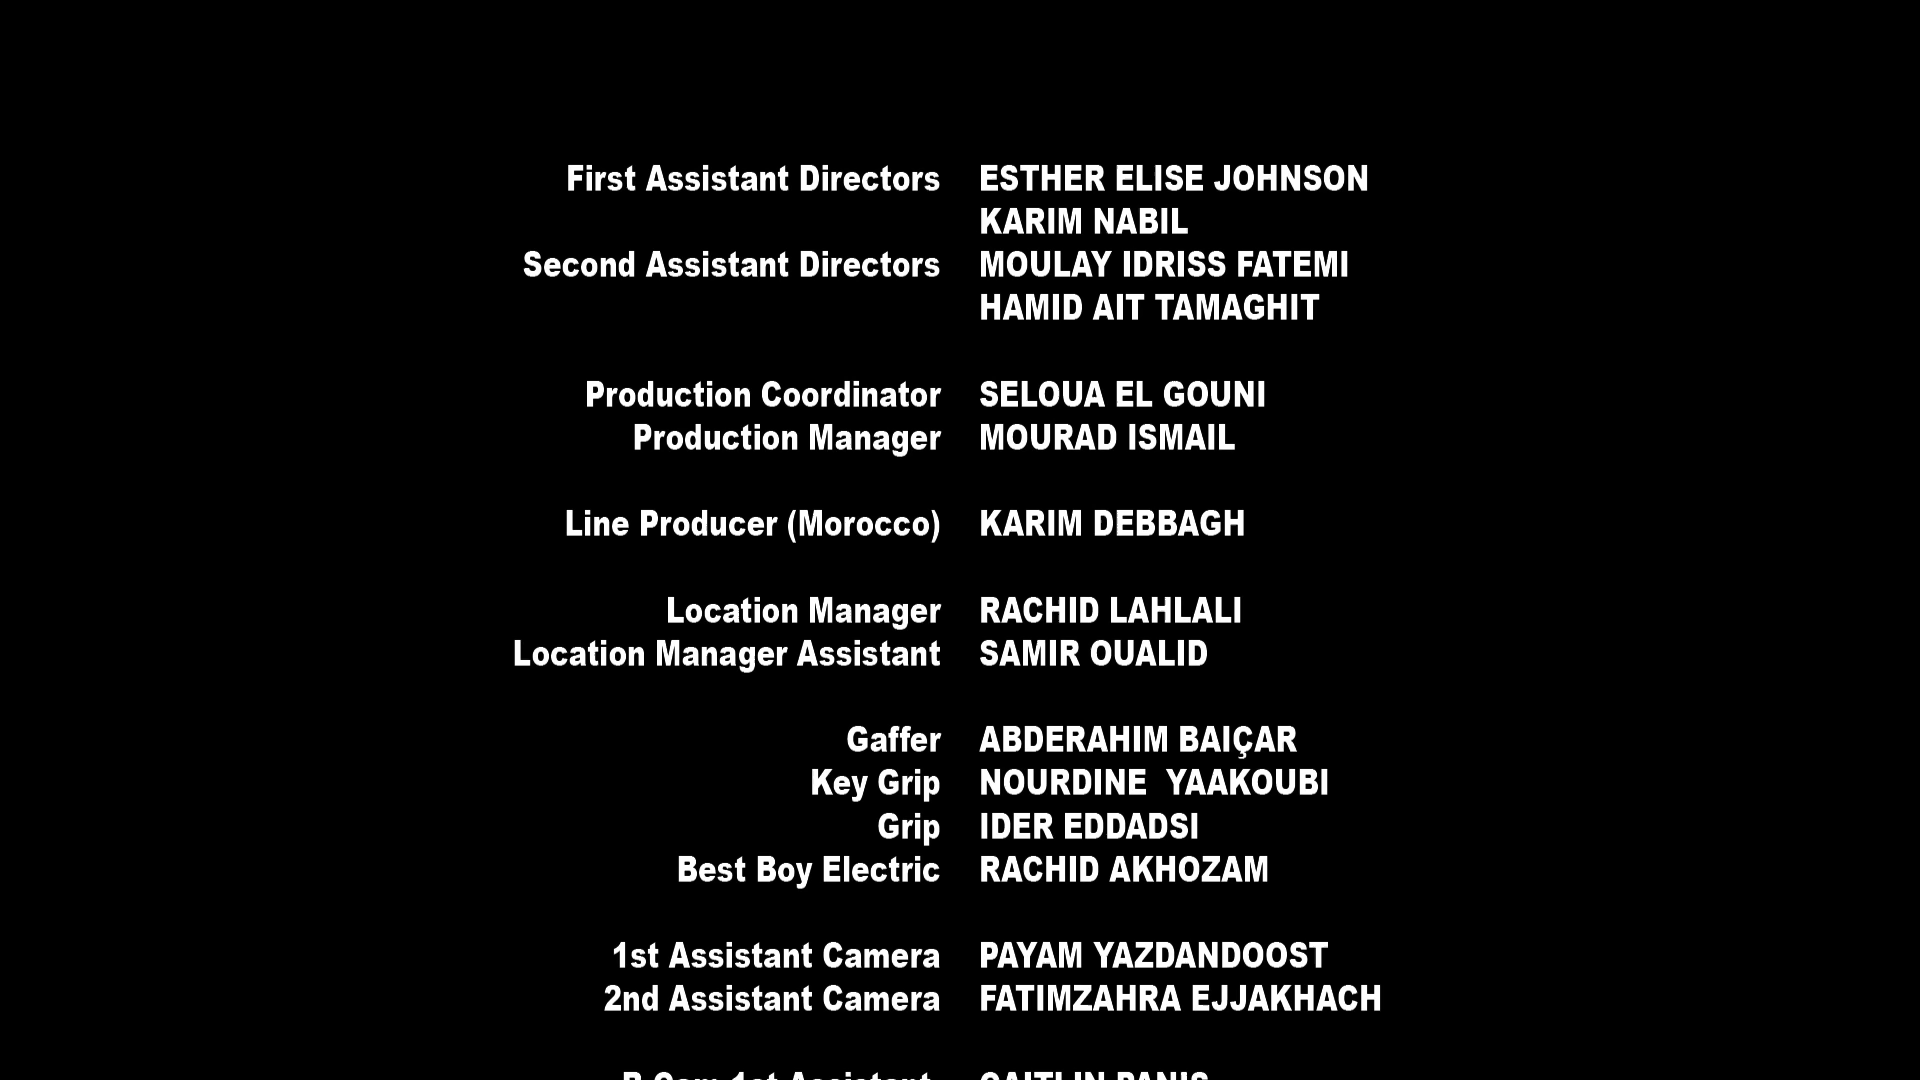 First Assistant Directors ESTHER ELISE JOHNSON
KARIM NABIL
Second Assistant Directors MOULAY IDRISS FATEMI
HAMID AIT TAMAGHIT
Production Coordinator SELOUA EL GOUNI
Production Manager MOURAD ISMAIL
Line Producer (Morocco) KARIM DEBBAGH
Location Manager RACHID LAHLALI
Location Manager Assistant SAMIR OUALID
Gaffer ABDERAHIM BAIÇAR
Key Grip NOURDINE  YAAKOUBI
Grip IDER EDDADSI
Best Boy Electric RACHID AKHOZAM
1st Assistant Camera PAYAM YAZDANDOOST
2nd Assistant Camera FATIMZAHRA EJJAKHACH